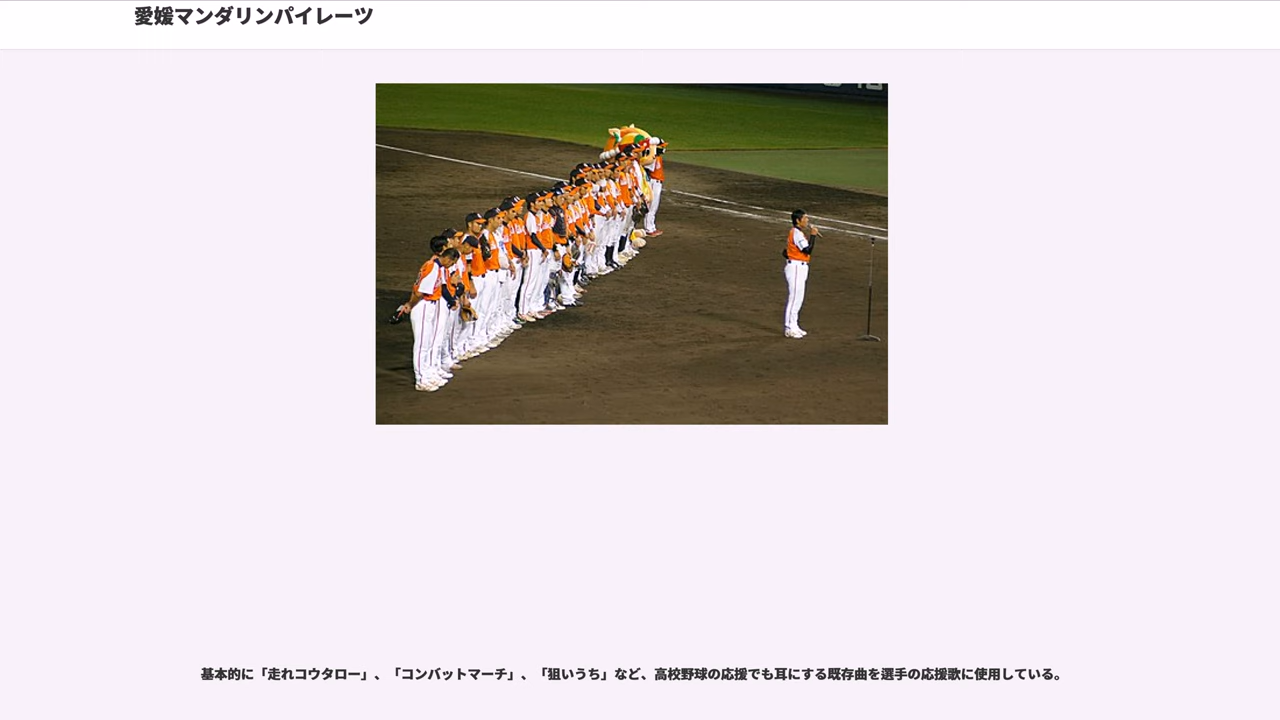 愛媛マンダリンパイレーツ
基本的に「走れコウタロー」、「コンバットマーチ」、「狙いうち」など、高校野球の応援でも耳にする既存曲を選手の応援歌に使用している。